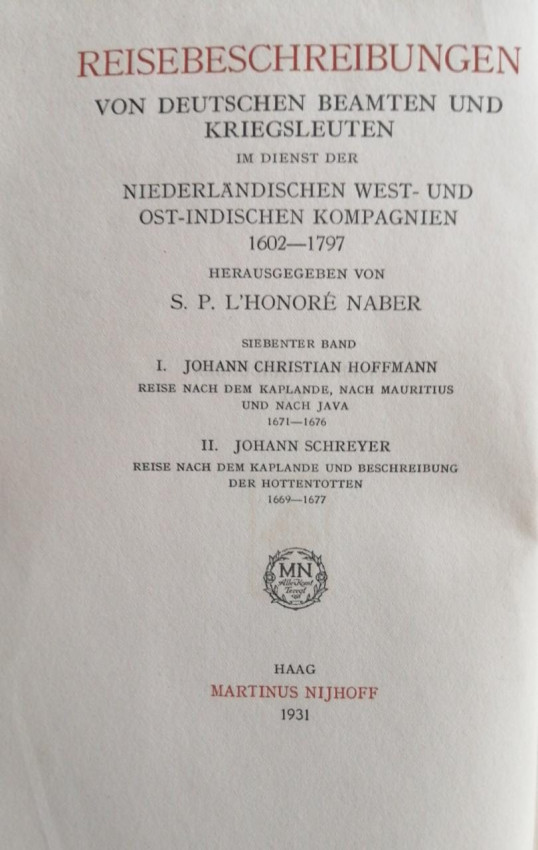 REISEBESCHREIBUNGEN
VON DEUTSCHEN BEAMTEN UND
KRIEGSLEUTEN
IM DIENST DER
NIEDERLÄNDISCHEN WEST- UND
OST-INDISCHEN KOMPAGNIEN
1602—1797
HERAUSGEGEBEN VON
S. P. L'HONORÉ NABER
SIEBENTER BAND
I. JOHANN CHRISTIAN HOFFMANN
REISE NACH DEM KAPLANDE, NACH MAURITIUS
UND NACH JAVA
1671—1676
II. JOHANN SCHREYER
REISE NACH DEM KAPLANDE UND BESCHREIBUNG
DER HOTTENTOTTEN
1669—1677
MN
HAAG
MARTINUS NIJHOFF
1931